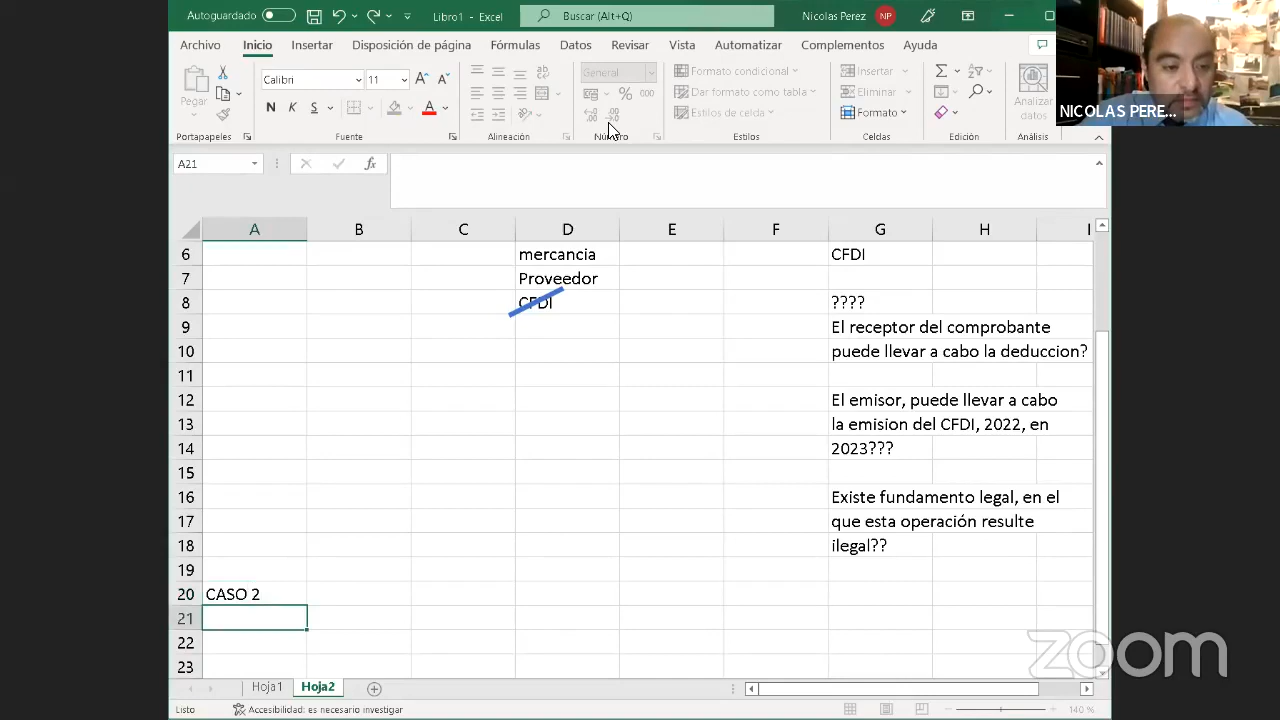 Autoguardado
Libro1 - Excel
Buscar (Alt+Q)
Nicolas Perez
NP
Archivo Inicio Insertar Disposición de página Fórmulas Datos Revisar Vista Automatizar Complementos Ayuda
Pegar
Calibri 11
N K S
General
% 000
Formato condicional
Dar formato como tabla
Estilos de celda
Insertar
Eliminar
Formato
Analizar
datos
Portapapeles Fuente Alineación Número Estilos Celdas Edición Análisis
NICOLAS PERE...
A21
fx
A B C D E F G H I
6 mercancia CFDI
7 Proveedor
8 CFDI ????
9 El receptor del comprobante
10 puede llevar a cabo la deduccion?
11
12 El emisor, puede llevar a cabo
13 la emision del CFDI, 2022, en
14 2023???
15
16 Existe fundamento legal, en el
17 que esta operación resulte
18 ilegal??
19
20 CASO 2
21
22
23
zoom
Hoja1 Hoja2
Listo
Accesibilidad: es necesario investigar
140 %